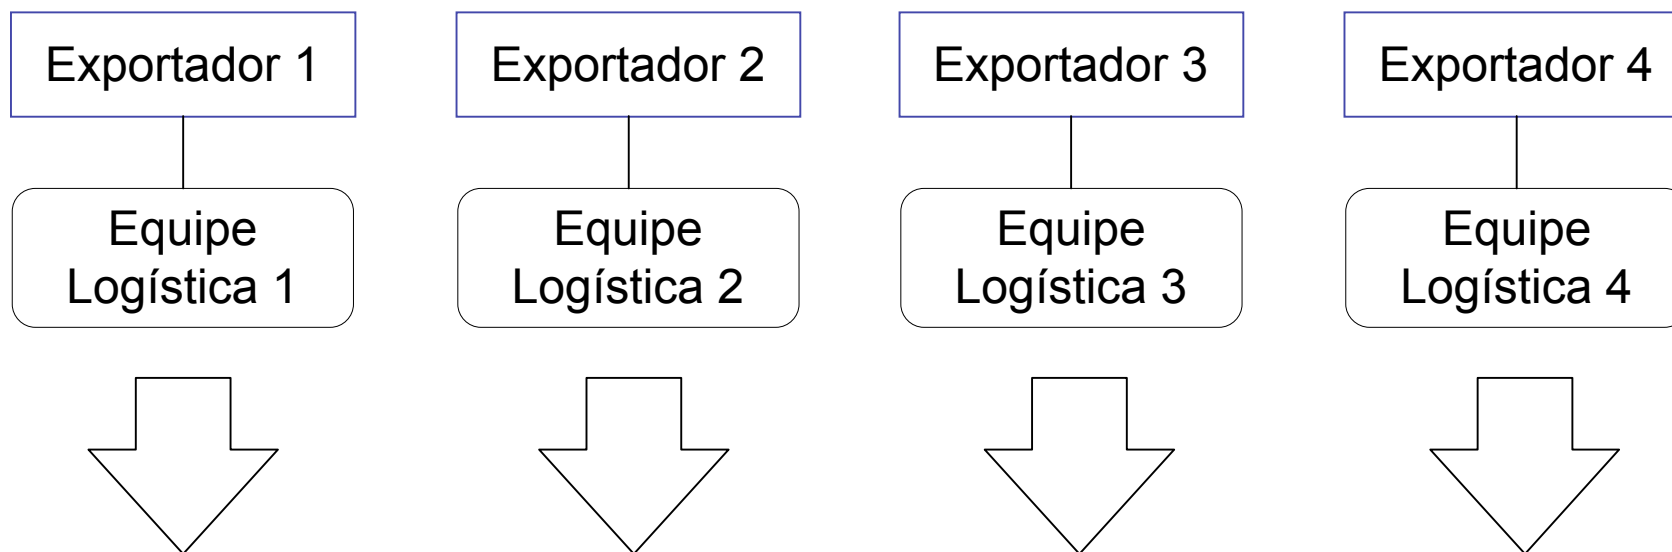 Exportador 1
Exportador 2
Exportador 3
Exportador 4
Equipe
Logística 1
Equipe
Logística 2
Equipe
Logística 3
Equipe
Logística 4